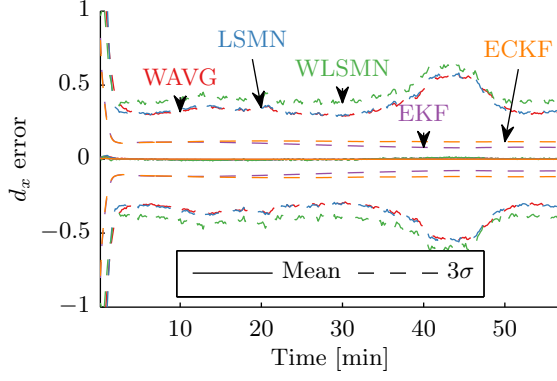 1
0.5
0
−0.5
−1
d_x error
LSMN
WAVG
WLSMN
ECKF
EKF
Mean
3σ
10
20
30
40
50
Time [min]